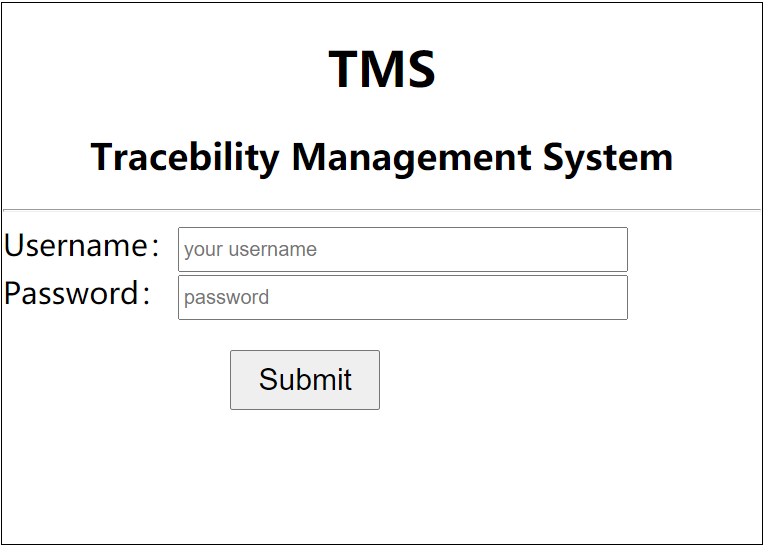 TMS
Tracebility Management System
Username：
your username
Password：
password
Submit